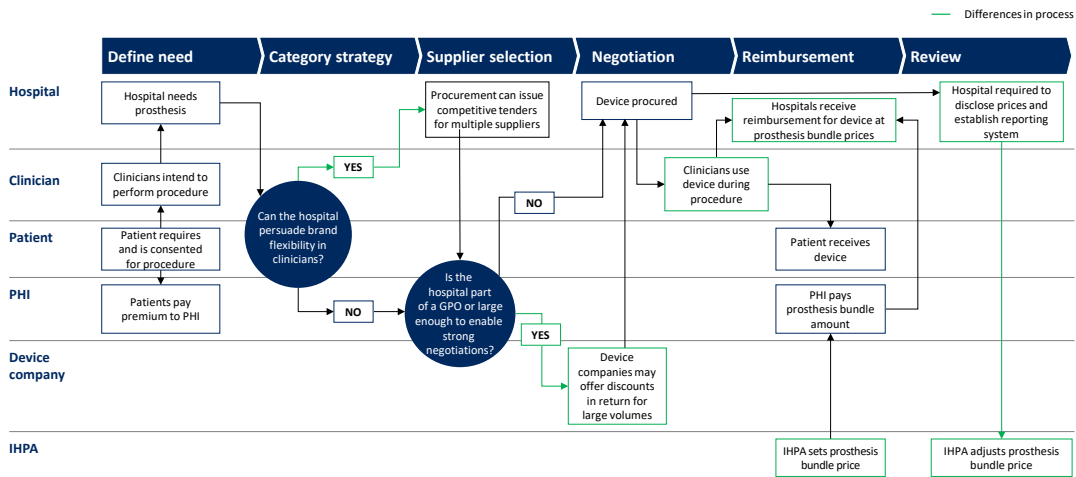 Differences in process
Define need
Category strategy
Supplier selection
Negotiation
Reimbursement
Review
Hospital
Hospital needs
prosthesis
Procurement can issue
competitive tenders
for multiple suppliers
Device procured
Hospitals receive
reimbursement for device at
prosthesis bundle prices
Hospital required to
disclose prices and
establish reporting
system
Clinician
Clinicians intend to
perform procedure
YES
Clinicians use
device during
procedure
NO
Can the hospital
persuade brand
flexibility in
clinicians?
Patient
Patient requires
and is consented
for procedure
Patient receives
device
PHI
Patients pay
premium to PHI
NO
Is the
hospital part
of a GPO or large
enough to enable
strong
negotiations?
YES
PHI pays
prosthesis bundle
amount
Device
company
Device
companies may
offer discounts
in return for
large volumes
IHPA
IHPA sets prosthesis
bundle price
IHPA adjusts prosthesis
bundle price